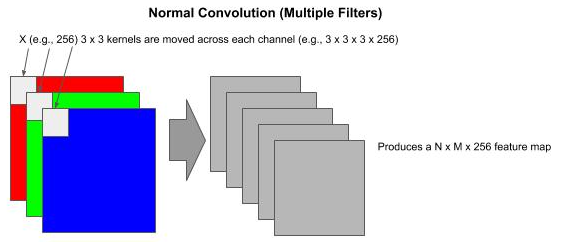 Normal Convolution (Multiple Filters)
X (e.g., 256) 3 x 3 kernels are moved across each channel (e.g., 3 x 3 x 3 x 256)
Produces a N x M x 256 feature map